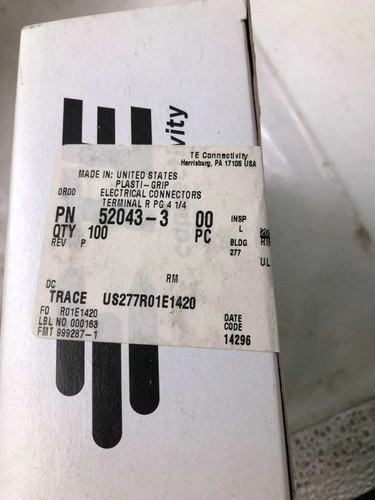 TE Connectivity
Harrisburg, PA 17105 USA
MADE IN: UNITED STATES
PLASTI-GRIP
OR00 ELECTRICAL CONNECTORS
TERMINAL R PG 4 1/4
PN 52043-3 00 INSP
L
QTY 100 PC BLDG
REV P 277
UL
DC RM
TRACE US277R01E1420
FO R01E1420
LBL NO 000163
FMT 999287-1
DATE
CODE
14296
ivity